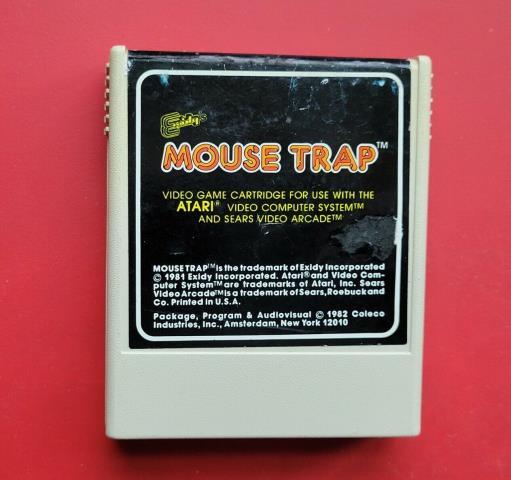 Exidy's
MOUSE TRAP™
VIDEO GAME CARTRIDGE FOR USE WITH THE
ATARI® VIDEO COMPUTER SYSTEM™
AND SEARS VIDEO ARCADE™
MOUSE TRAP™ is the trademark of Exidy Incorporated
© 1981 Exidy Incorporated. Atari® and Video Com-
puter System™ are trademarks of Atari, Inc. Sears
Video Arcade™ is a trademark of Sears, Roebuck and
Co. Printed in U.S.A.
Package, Program & Audiovisual © 1982 Coleco
Industries, Inc., Amsterdam, New York 12010